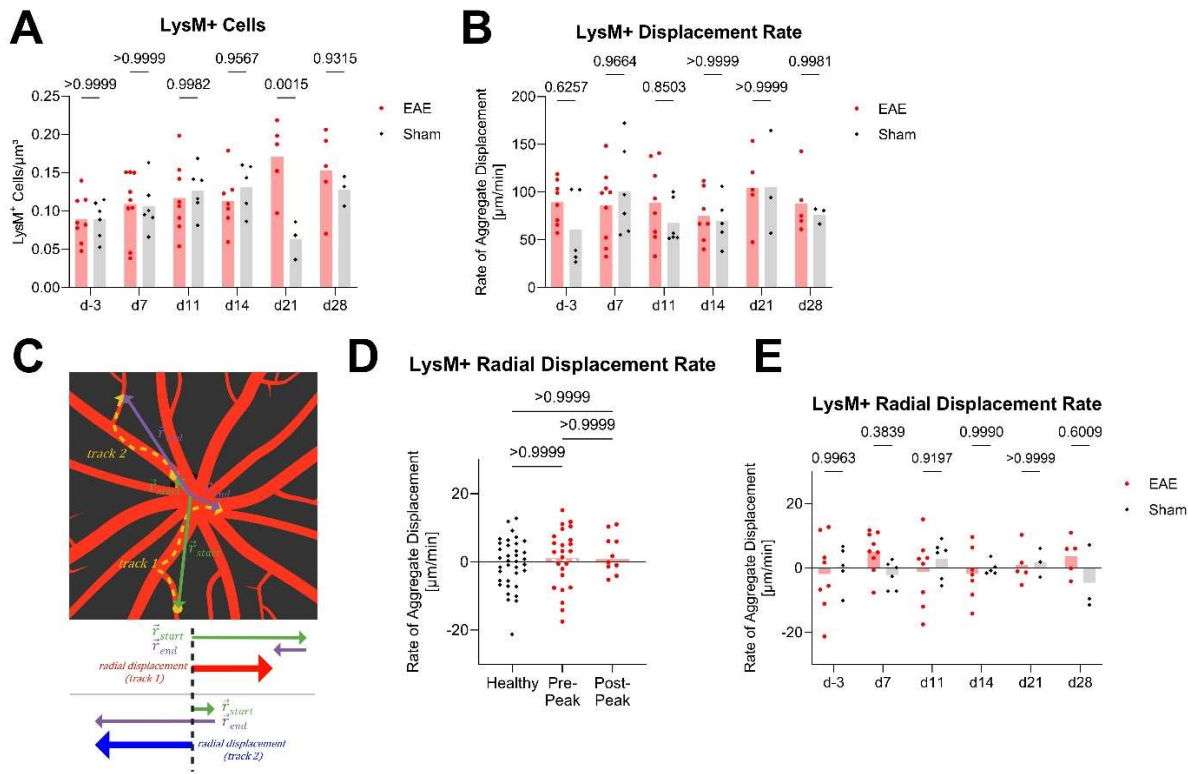 A
LysM+ Cells
>0.9999
0.9567
0.9315
>0.9999
0.9982
0.0015
0.25
0.20
0.15
0.10
0.05
0.00
LysM⁺ Cells/µm³
EAE
Sham
d-3
d7
d11
d14
d21
d28
B
LysM+ Displacement Rate
0.9664
>0.9999
0.9981
0.6257
0.8503
>0.9999
200
150
100
50
0
Rate of Aggregate Displacement
[µm/min]
EAE
Sham
d-3
d7
d11
d14
d21
d28
C
track 2
track 1
r⃗start
r⃗start
r⃗end
radial displacement
(track 1)
r⃗start
r⃗end
radial displacement
(track 2)
D
LysM+ Radial Displacement Rate
>0.9999
>0.9999
>0.9999
20
0
-20
Rate of Aggregate Displacement
[µm/min]
Healthy
Pre-
Peak
Post-
Peak
E
LysM+ Radial Displacement Rate
0.3839
0.9990
0.6009
0.9963
0.9197
>0.9999
20
0
-20
Rate of Aggregate Displacement
[µm/min]
EAE
Sham
d-3
d7
d11
d14
d21
d28